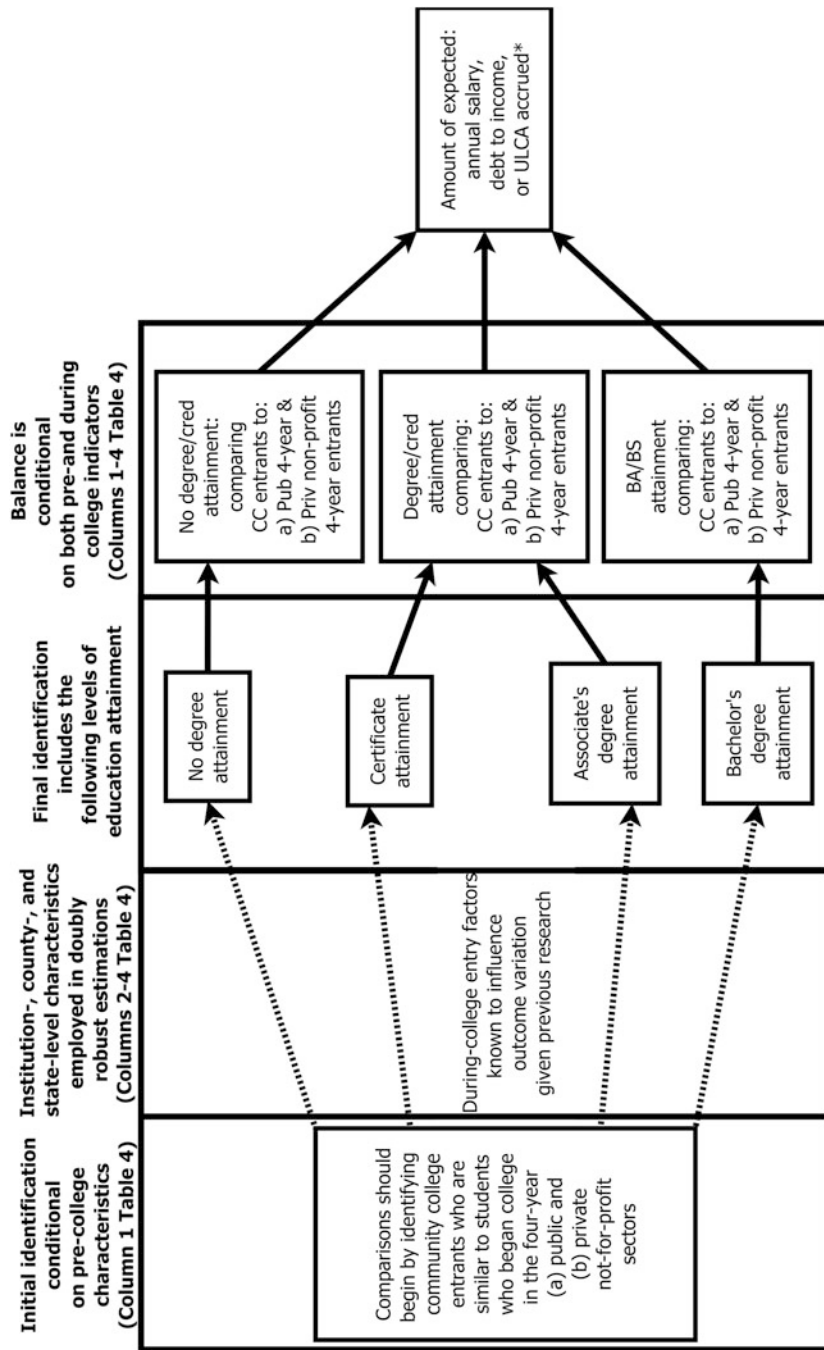 Initial identification
conditional
on pre-college
characteristics
(Column 1 Table 4)
Institution-, county-, and
state-level characteristics
employed in doubly
robust estimations
(Columns 2-4 Table 4)
Final identification
includes the
following levels of
education attainment
Balance is
conditional
on both pre-and during
college indicators
(Columns 1-4 Table 4)
Comparisons should
begin by identifying
community college
entrants who are
similar to students
who began college
in the four-year
(a) public and
(b) private
not-for-profit
sectors
During-college entry factors
known to influence
outcome variation
given previous research
No degree
attainment
Certificate
attainment
Associate's
degree
attainment
Bachelor's
degree
attainment
No degree/cred
attainment:
comparing
CC entrants to:
a) Pub 4-year &
b) Priv non-profit
4-year entrants
Degree/cred
attainment
comparing:
CC entrants to:
a) Pub 4-year &
b) Priv non-profit
4-year entrants
BA/BS
attainment
comparing:
CC entrants to:
a) Pub 4-year &
b) Priv non-profit
4-year entrants
Amount of expected:
annual salary,
debt to income,
or ULCA accrued*